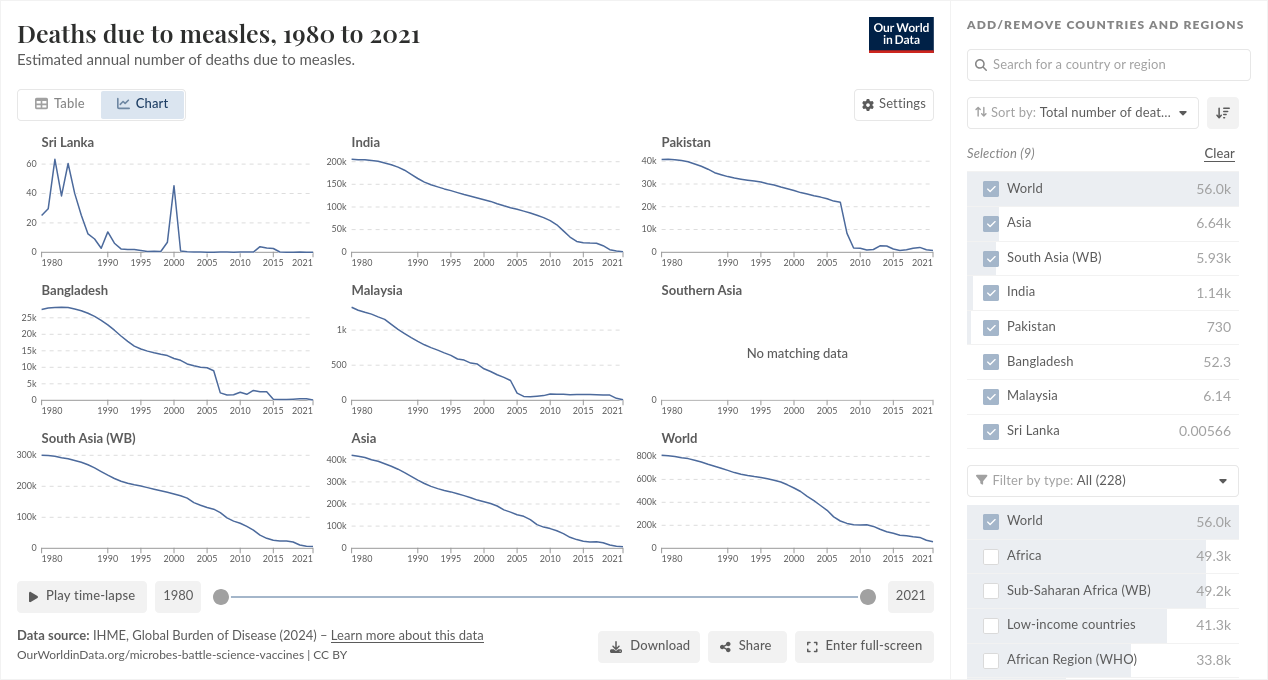 Deaths due to measles, 1980 to 2021
Estimated annual number of deaths due to measles.
Our World
in Data
Table
Chart
Settings
Sri Lanka
60
40
20
0
1980 1990 1995 2000 2005 2010 2015 2021
India
200k
150k
100k
50k
0
1980 1990 1995 2000 2005 2010 2015 2021
Pakistan
40k
30k
20k
10k
0
1980 1990 1995 2000 2005 2010 2015 2021
Bangladesh
25k
20k
15k
10k
5k
0
1980 1990 1995 2000 2005 2010 2015 2021
Malaysia
1k
500
0
1980 1990 1995 2000 2005 2010 2015 2021
Southern Asia
No matching data
0
1980 1990 1995 2000 2005 2010 2015 2021
South Asia (WB)
300k
200k
100k
0
1980 1990 1995 2000 2005 2010 2015 2021
Asia
400k
300k
200k
100k
0
1980 1990 1995 2000 2005 2010 2015 2021
World
800k
600k
400k
200k
0
1980 1990 1995 2000 2005 2010 2015 2021
Play time-lapse
1980
2021
Data source: IHME, Global Burden of Disease (2024) – Learn more about this data
OurWorldinData.org/microbes-battle-science-vaccines | CC BY
Download
Share
Enter full-screen
ADD/REMOVE COUNTRIES AND REGIONS
Search for a country or region
Sort by: Total number of deat...
Selection (9)
Clear
World 56.0k
Asia 6.64k
South Asia (WB) 5.93k
India 1.14k
Pakistan 730
Bangladesh 52.3
Malaysia 6.14
Sri Lanka 0.00566
Filter by type: All (228)
World 56.0k
Africa 49.3k
Sub-Saharan Africa (WB) 49.2k
Low-income countries 41.3k
African Region (WHO) 33.8k